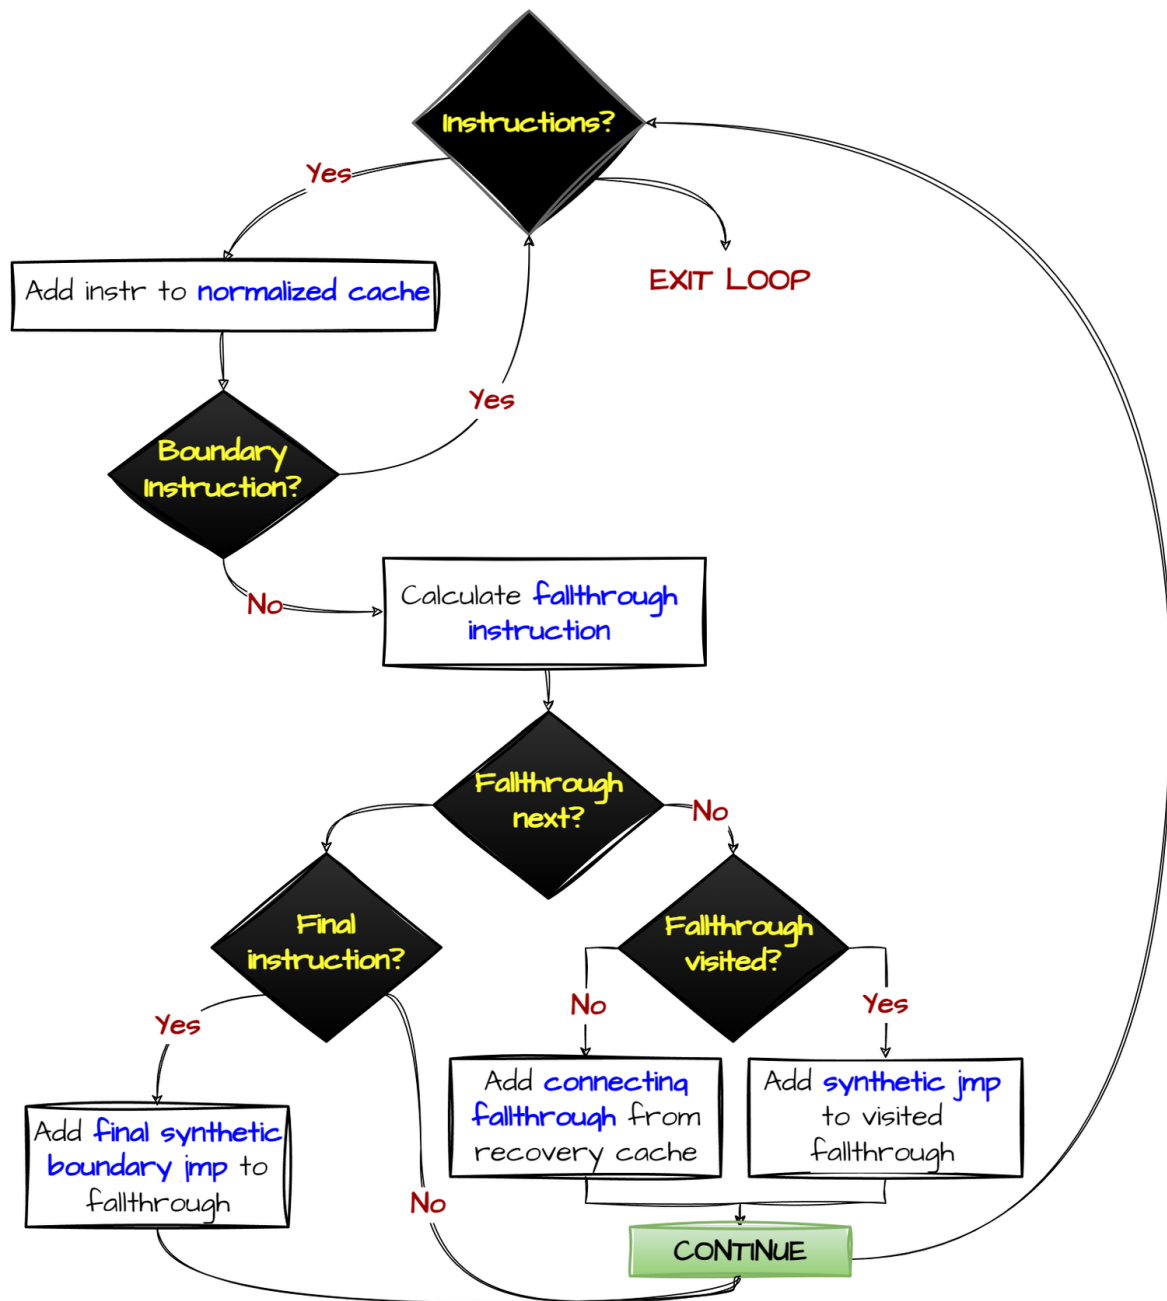 Instructions?
Yes
EXIT LOOP
Add instr to normalized cache
Yes
Boundary
Instruction?
No
Calculate fallthrough
instruction
Fallthrough
next?
No
Final
instruction?
Fallthrough
visited?
Yes
No
Yes
Add final synthetic
boundary jmp to
fallthrough
Add connecting
fallthrough from
recovery cache
Add synthetic jmp
to visited
fallthrough
No
CONTINUE